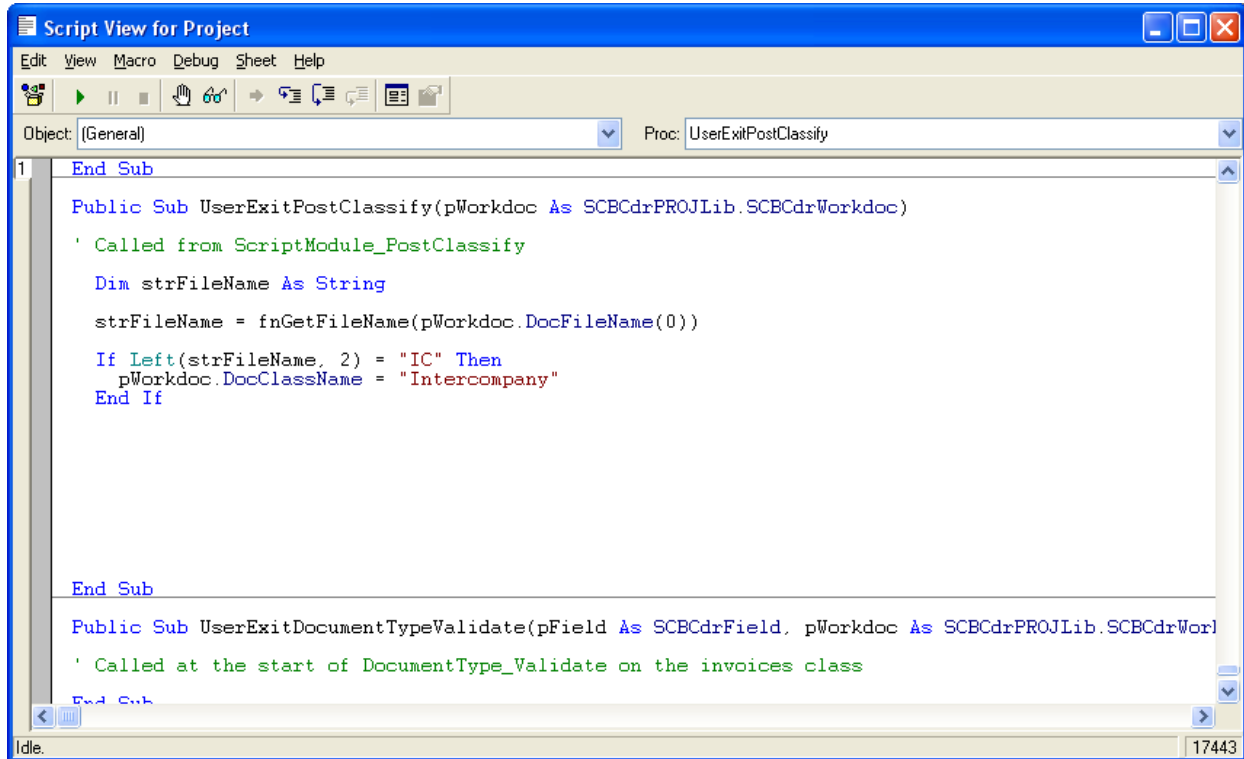 Script View for Project
Edit View Macro Debug Sheet Help
Object: (General) Proc: UserExitPostClassify
1 End Sub
Public Sub UserExitPostClassify(pWorkdoc As SCBCdrPROJLib.SCBCdrWorkdoc)
' Called from ScriptModule_PostClassify
Dim strFileName As String
strFileName = fnGetFileName(pWorkdoc.DocFileName(0))
If Left(strFileName, 2) = "IC" Then
pWorkdoc.DocClassName = "Intercompany"
End If
End Sub
Public Sub UserExitDocumentTypeValidate(pField As SCBCdrField, pWorkdoc As SCBCdrPROJLib.SCBCdrWor
' Called at the start of DocumentType_Validate on the invoices class
End Sub
Idle. 17443